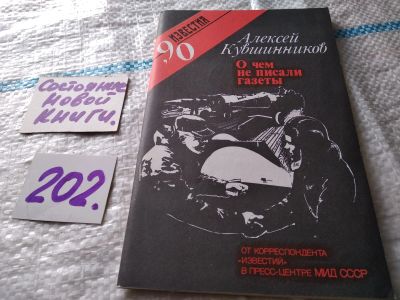 Состояние
новой
книги.
202.
ИЗВЕСТИЯ
90
Алексей
Кувшинников
О чем
не писали
газеты
ОТ КОРРЕСПОНДЕНТА
«ИЗВЕСТИЙ»
В ПРЕСС-ЦЕНТРЕ МИД СССР